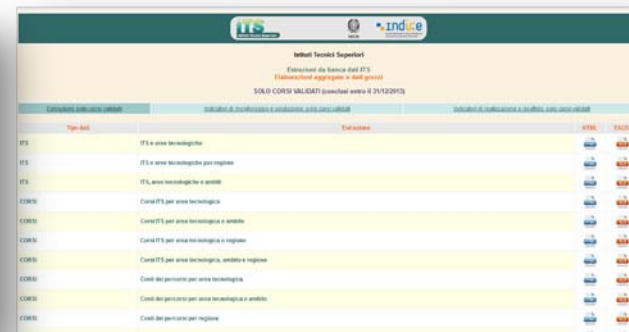 ITS
indice
Istituti Tecnici Superiori
Estrazioni da banca dati ITS
Elaborazioni aggregate e dati grezzi
SOLO CORSI VALIDATI (conclusi entro il 31/12/2013)
Estrazioni solo corsi validati Indicatori di monitoraggio e valutazione, solo corsi validati Indicatori di realizzazione e risultato, solo corsi validati
Tipo dati Estrazione HTML EXCEL
ITS ITS e aree tecnologiche
ITS ITS e aree tecnologiche per regione
ITS ITS, aree tecnologiche e ambiti
CORSI Corsi ITS per area tecnologica
CORSI Corsi ITS per area tecnologica e ambito
CORSI Corsi ITS per area tecnologica e regione
CORSI Corsi ITS per area tecnologica, ambito e regione
CORSI Costi dei percorsi per area tecnologica
CORSI Costi dei percorsi per area tecnologica e ambito
CORSI Costi dei percorsi per regione